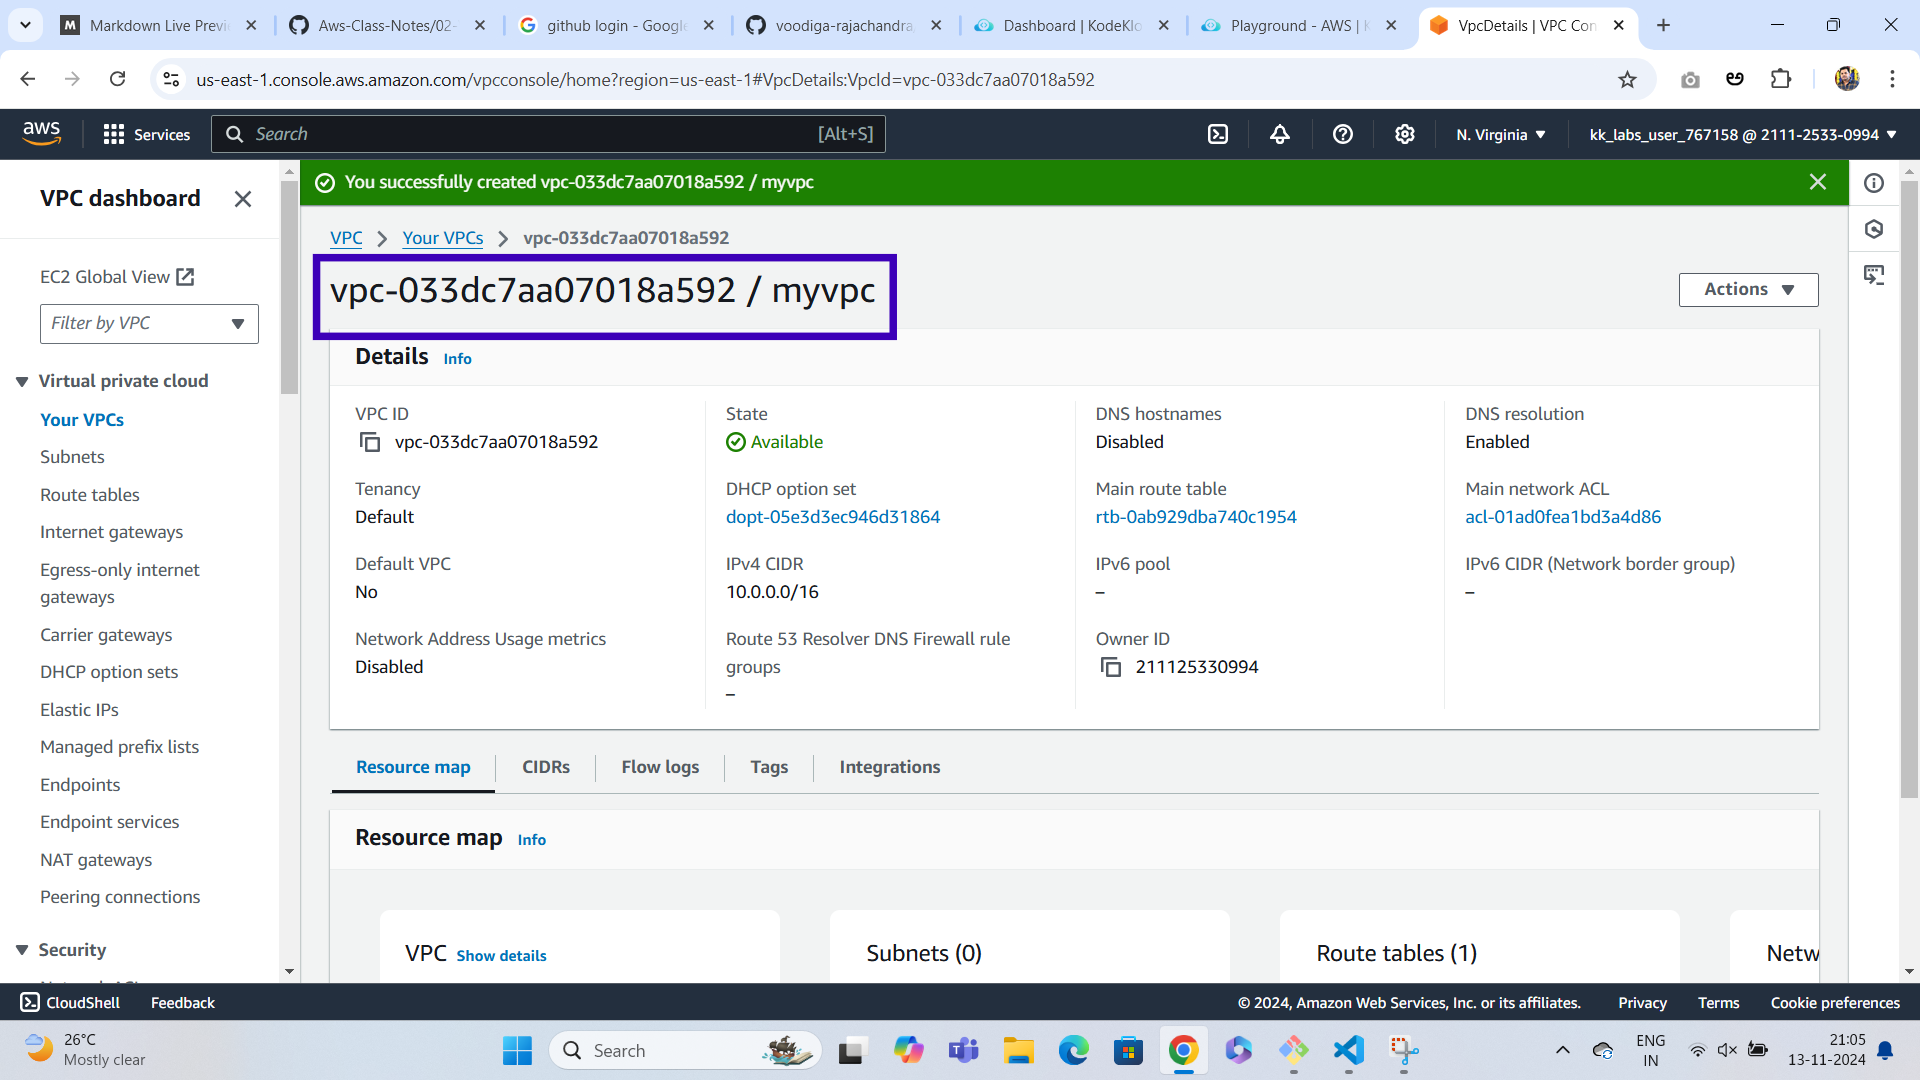 Markdown Live Previ
Aws-Class-Notes/02-
github login - Google
voodiga-rajachandra
Dashboard | KodeKlo
Playground - AWS | K
VpcDetails | VPC Con
us-east-1.console.aws.amazon.com/vpcconsole/home?region=us-east-1#VpcDetails:VpcId=vpc-033dc7aa07018a592
aws
Services
Search
[Alt+S]
N. Virginia
kk_labs_user_767158 @ 2111-2533-0994
VPC dashboard
EC2 Global View
Filter by VPC
Virtual private cloud
Your VPCs
Subnets
Route tables
Internet gateways
Egress-only internet
gateways
Carrier gateways
DHCP option sets
Elastic IPs
Managed prefix lists
Endpoints
Endpoint services
NAT gateways
Peering connections
Security
You successfully created vpc-033dc7aa07018a592 / myvpc
VPC > Your VPCs > vpc-033dc7aa07018a592
vpc-033dc7aa07018a592 / myvpc
Actions
Details Info
VPC ID
vpc-033dc7aa07018a592
State
Available
DNS hostnames
Disabled
DNS resolution
Enabled
Tenancy
Default
DHCP option set
dopt-05e3d3ec946d31864
Main route table
rtb-0ab929dba740c1954
Main network ACL
acl-01ad0fea1bd3a4d86
Default VPC
No
IPv4 CIDR
10.0.0.0/16
IPv6 pool
–
IPv6 CIDR (Network border group)
–
Network Address Usage metrics
Disabled
Route 53 Resolver DNS Firewall rule
groups
–
Owner ID
211125330994
Resource map
CIDRs
Flow logs
Tags
Integrations
Resource map Info
VPC Show details
Subnets (0)
Route tables (1)
Netw
CloudShell
Feedback
© 2024, Amazon Web Services, Inc. or its affiliates.
Privacy
Terms
Cookie preferences
26°C
Mostly clear
Search
ENG
IN
21:05
13-11-2024